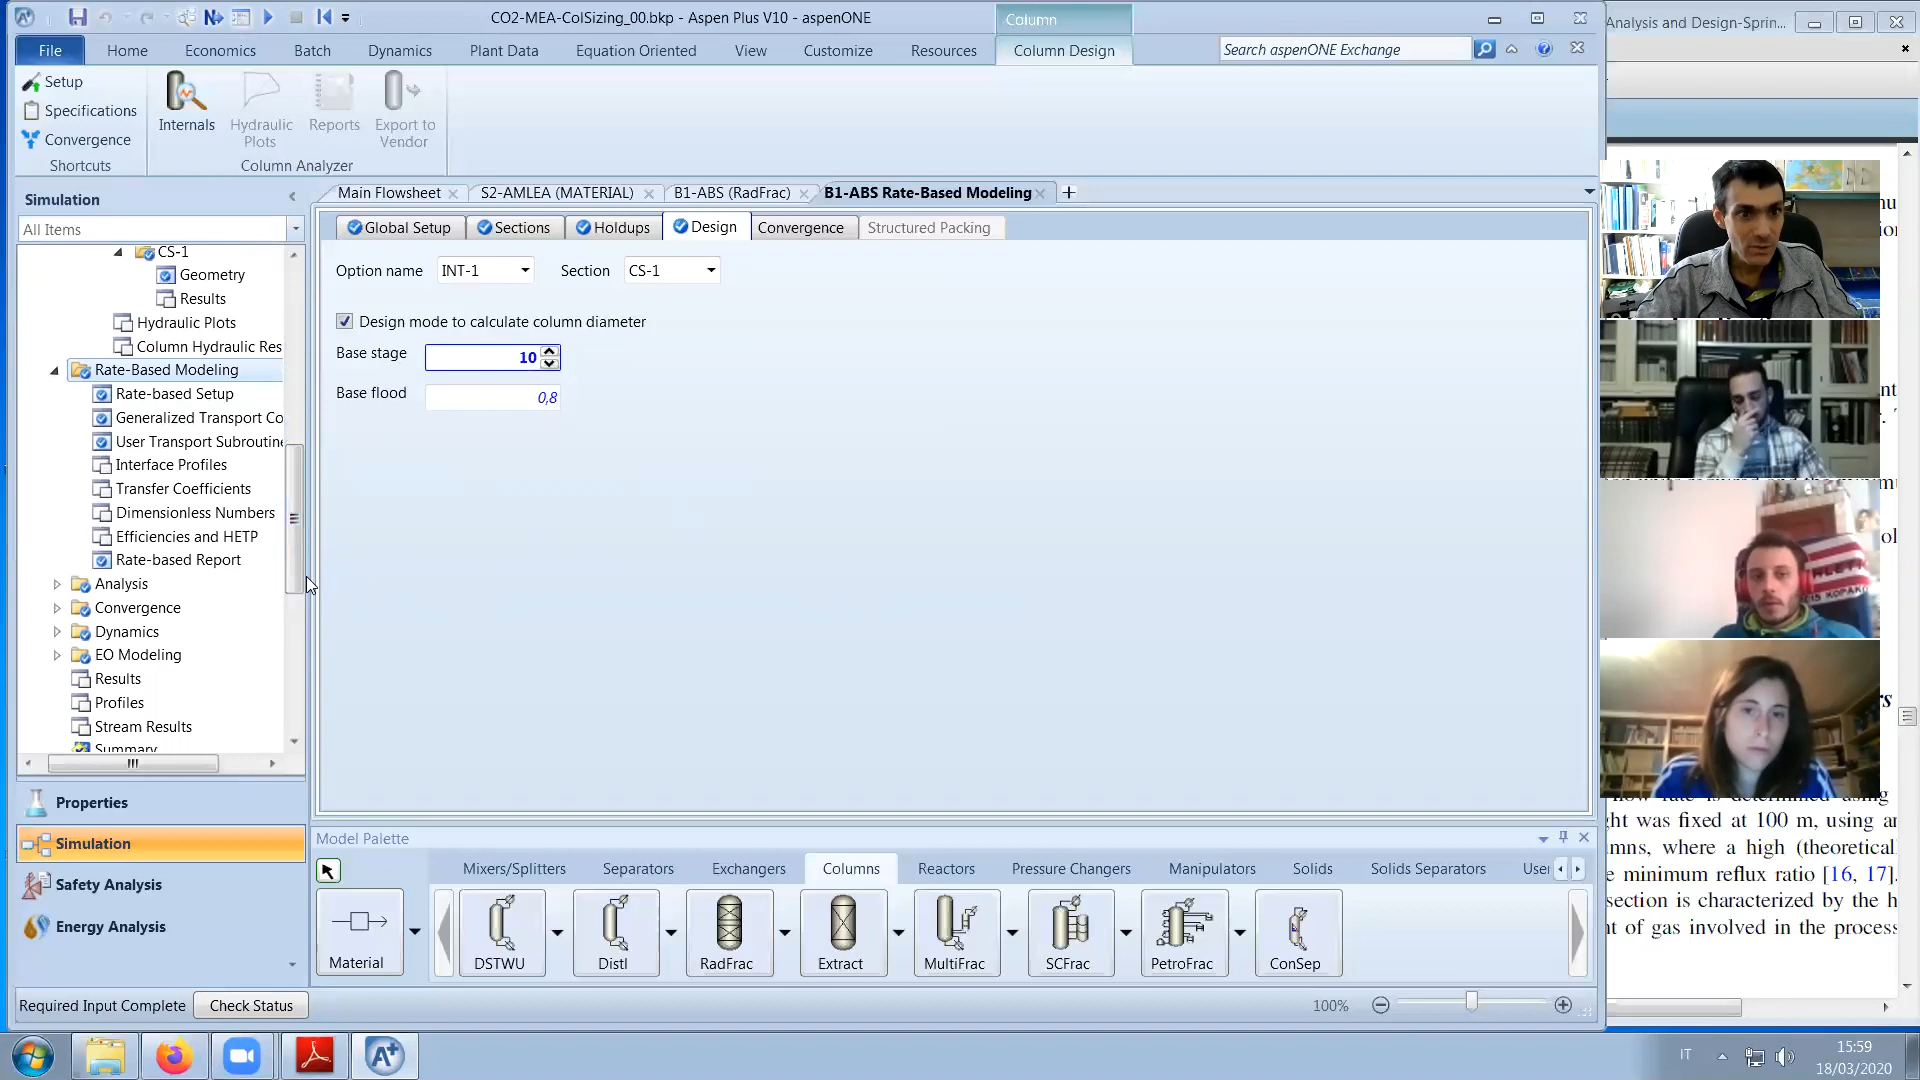 CO2-MEA-ColSizing_00.bkp - Aspen Plus V10 - aspenONE
Column
Analysis and Design-Sprin...
File
Home
Economics
Batch
Dynamics
Plant Data
Equation Oriented
View
Customize
Resources
Column Design
Search aspenONE Exchange
Setup
Specifications
Convergence
Shortcuts
Internals
Hydraulic
Plots
Reports
Export to
Vendor
Column Analyzer
Simulation
All Items
Main Flowsheet
S2-AMLEA (MATERIAL)
B1-ABS (RadFrac)
B1-ABS Rate-Based Modeling
Global Setup
Sections
Holdups
Design
Convergence
Structured Packing
Option name
INT-1
Section
CS-1
Design mode to calculate column diameter
Base stage
10
Base flood
0,8
CS-1
Geometry
Results
Hydraulic Plots
Column Hydraulic Res
Rate-Based Modeling
Rate-based Setup
Generalized Transport Co
User Transport Subroutine
Interface Profiles
Transfer Coefficients
Dimensionless Numbers
Efficiencies and HETP
Rate-based Report
Analysis
Convergence
Dynamics
EO Modeling
Results
Profiles
Stream Results
Summary
Properties
Simulation
Safety Analysis
Energy Analysis
Model Palette
Mixers/Splitters
Separators
Exchangers
Columns
Reactors
Pressure Changers
Manipulators
Solids
Solids Separators
User
Material
DSTWU
Distl
RadFrac
Extract
MultiFrac
SCFrac
PetroFrac
ConSep
Required Input Complete
Check Status
100%
ght was fixed at 100 m, using an
mns, where a high (theoretical
e minimum reflux ratio [16, 17].
section is characterized by the h
nt of gas involved in the process
IT
15:59
18/03/2020